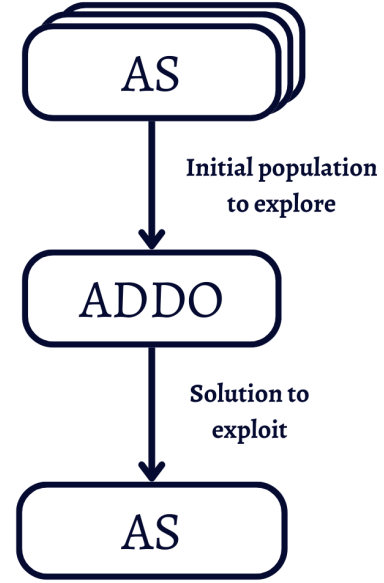 AS
Initial population
to explore
ADDO
Solution to
exploit
AS